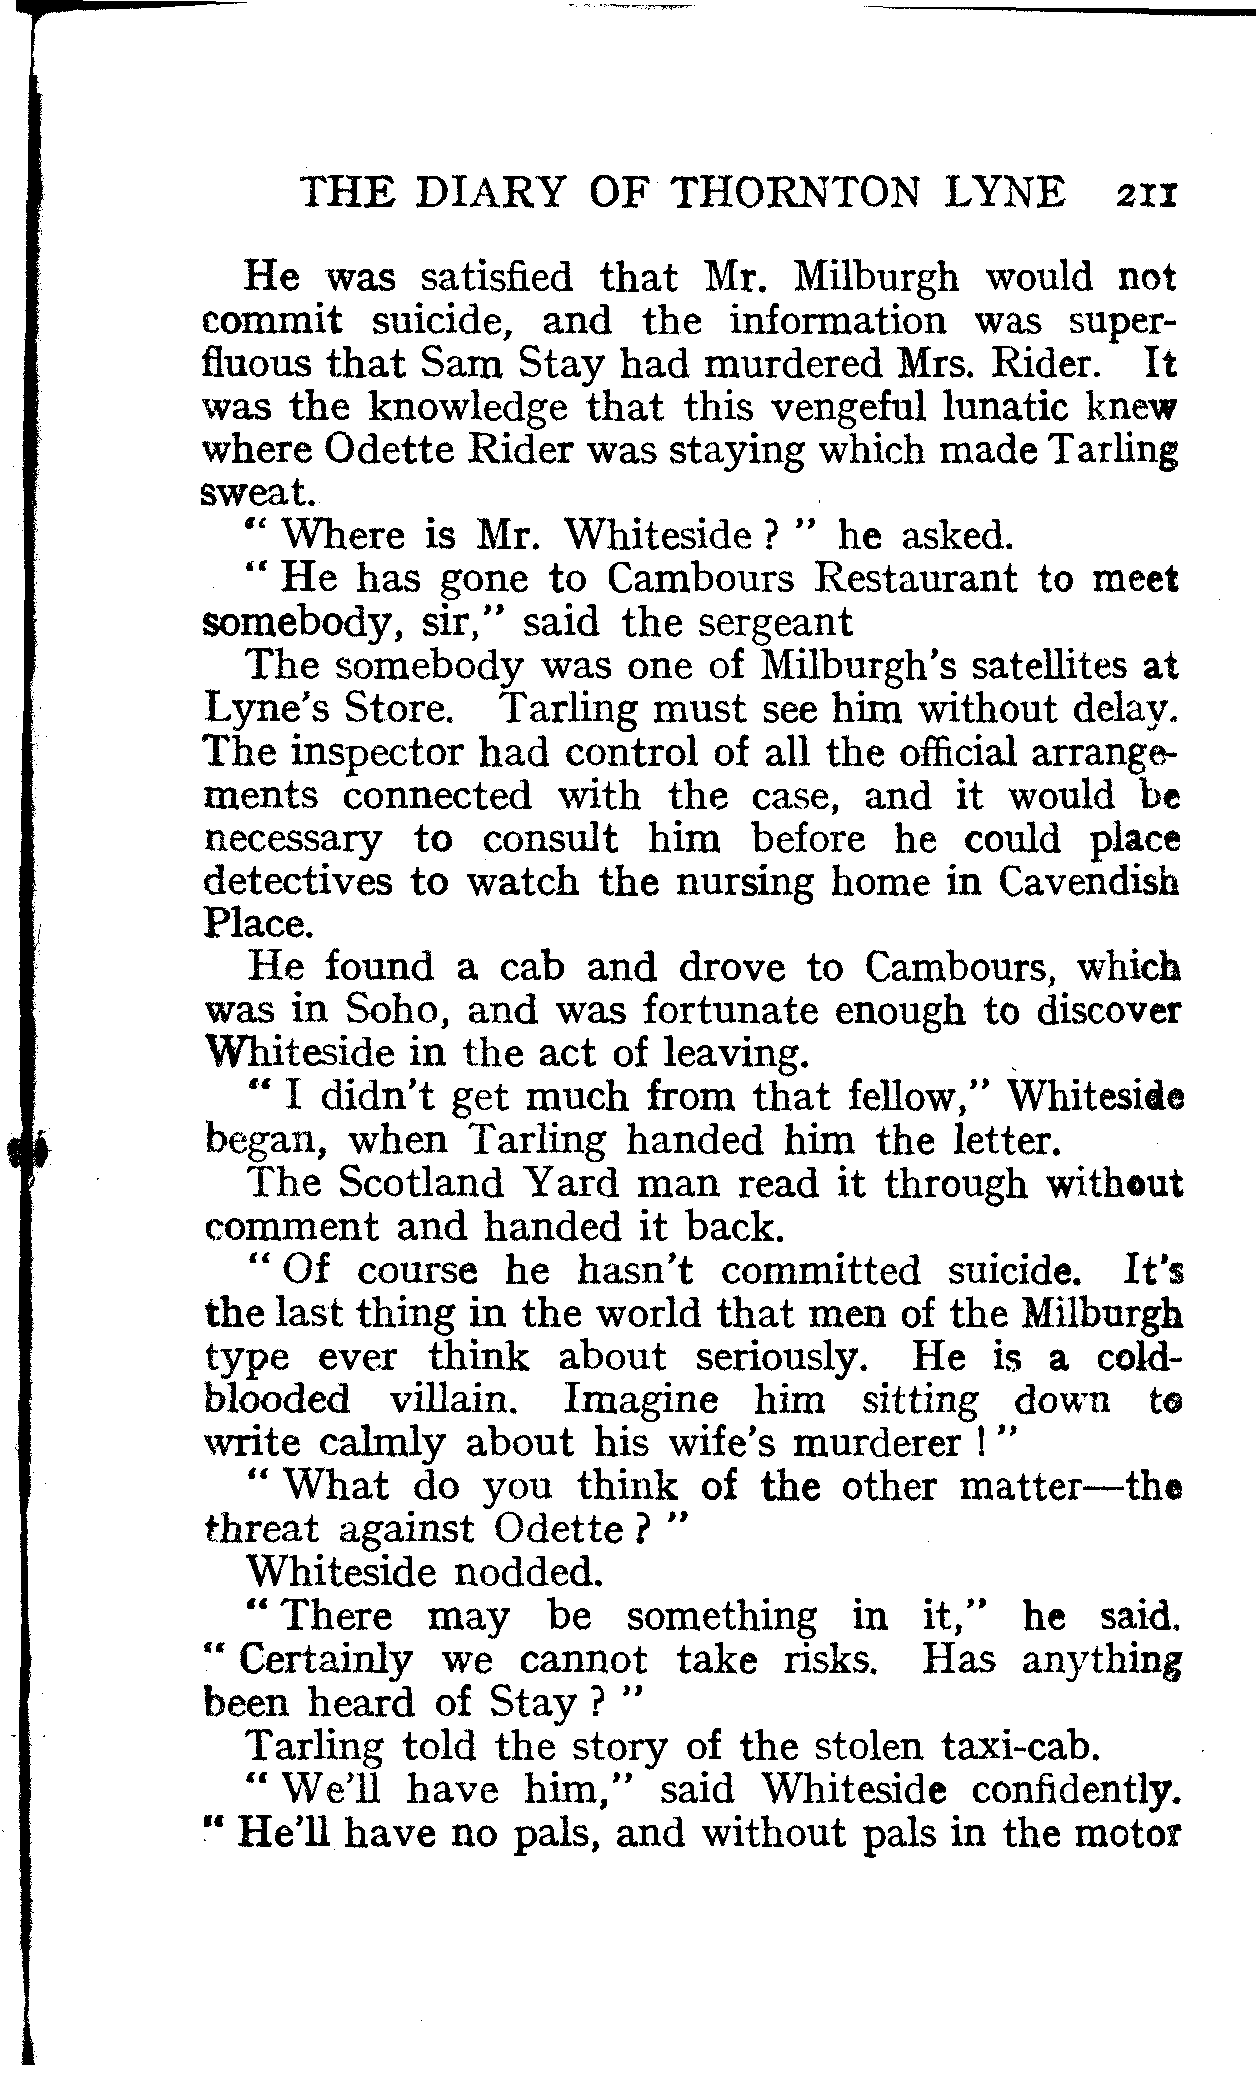 THE DIARY OF THORNTON LYNE 211
He was satisfied that Mr. Milburgh would not
commit suicide, and the information was super-
fluous that Sam Stay had murdered Mrs. Rider. It
was the knowledge that this vengeful lunatic knew
where Odette Rider was staying which made Tarling
sweat.
" Where is Mr. Whiteside ? " he asked.
" He has gone to Cambours Restaurant to meet
somebody, sir," said the sergeant
The somebody was one of Milburgh's satellites at
Lyne's Store. Tarling must see him without delay.
The inspector had control of all the official arrange-
ments connected with the case, and it would be
necessary to consult him before he could place
detectives to watch the nursing home in Cavendish
Place.
He found a cab and drove to Cambours, which
was in Soho, and was fortunate enough to discover
Whiteside in the act of leaving.
" I didn't get much from that fellow," Whiteside
began, when Tarling handed him the letter.
The Scotland Yard man read it through without
comment and handed it back.
" Of course he hasn't committed suicide. It's
the last thing in the world that men of the Milburgh
type ever think about seriously. He is a cold-
blooded villain. Imagine him sitting down to
write calmly about his wife's murderer ! "
" What do you think of the other matter—the
threat against Odette ? "
Whiteside nodded.
" There may be something in it," he said.
" Certainly we cannot take risks. Has anything
been heard of Stay ? "
Tarling told the story of the stolen taxi-cab.
" We'll have him," said Whiteside confidently.
" He'll have no pals, and without pals in the motor